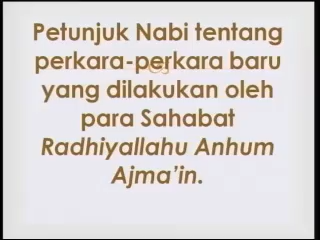 Petunjuk Nabi tentang
perkara-perkara baru
yang dilakukan oleh
para Sahabat
Radhiyallahu Anhum
Ajma'in.